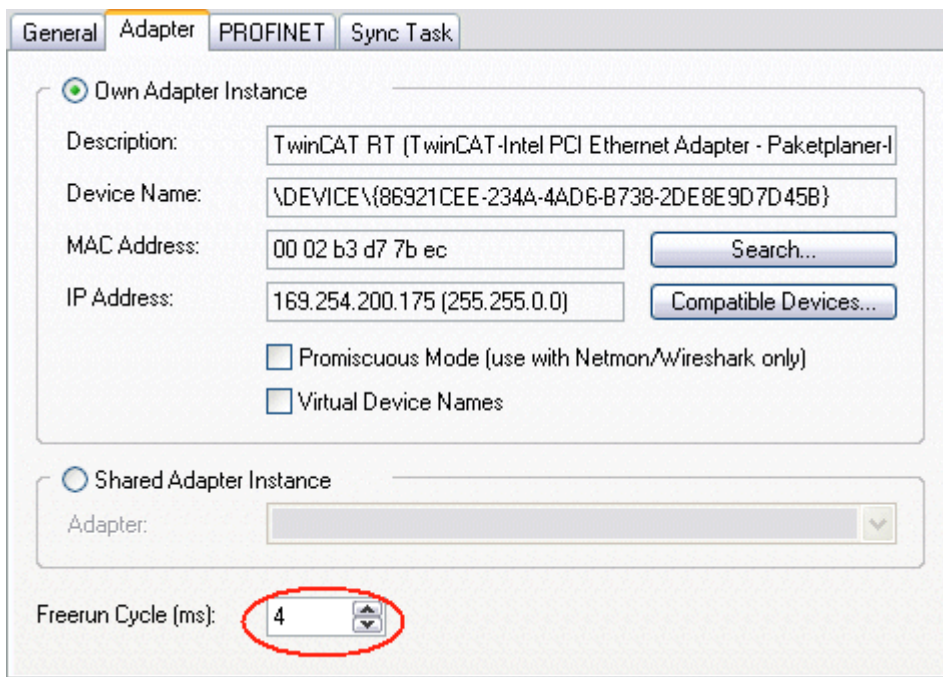 General Adapter PROFINET Sync Task
Own Adapter Instance
Description: TwinCAT RT (TwinCAT-Intel PCI Ethernet Adapter - Paketplaner-I
Device Name: \DEVICE\{86921CEE-234A-4AD6-B738-2DE8E9D7D45B}
MAC Address: 00 02 b3 d7 7b ec Search...
IP Address: 169.254.200.175 (255.255.0.0) Compatible Devices...
Promiscuous Mode (use with Netmon/Wireshark only)
Virtual Device Names
Shared Adapter Instance
Adapter:
Freerun Cycle (ms): 4